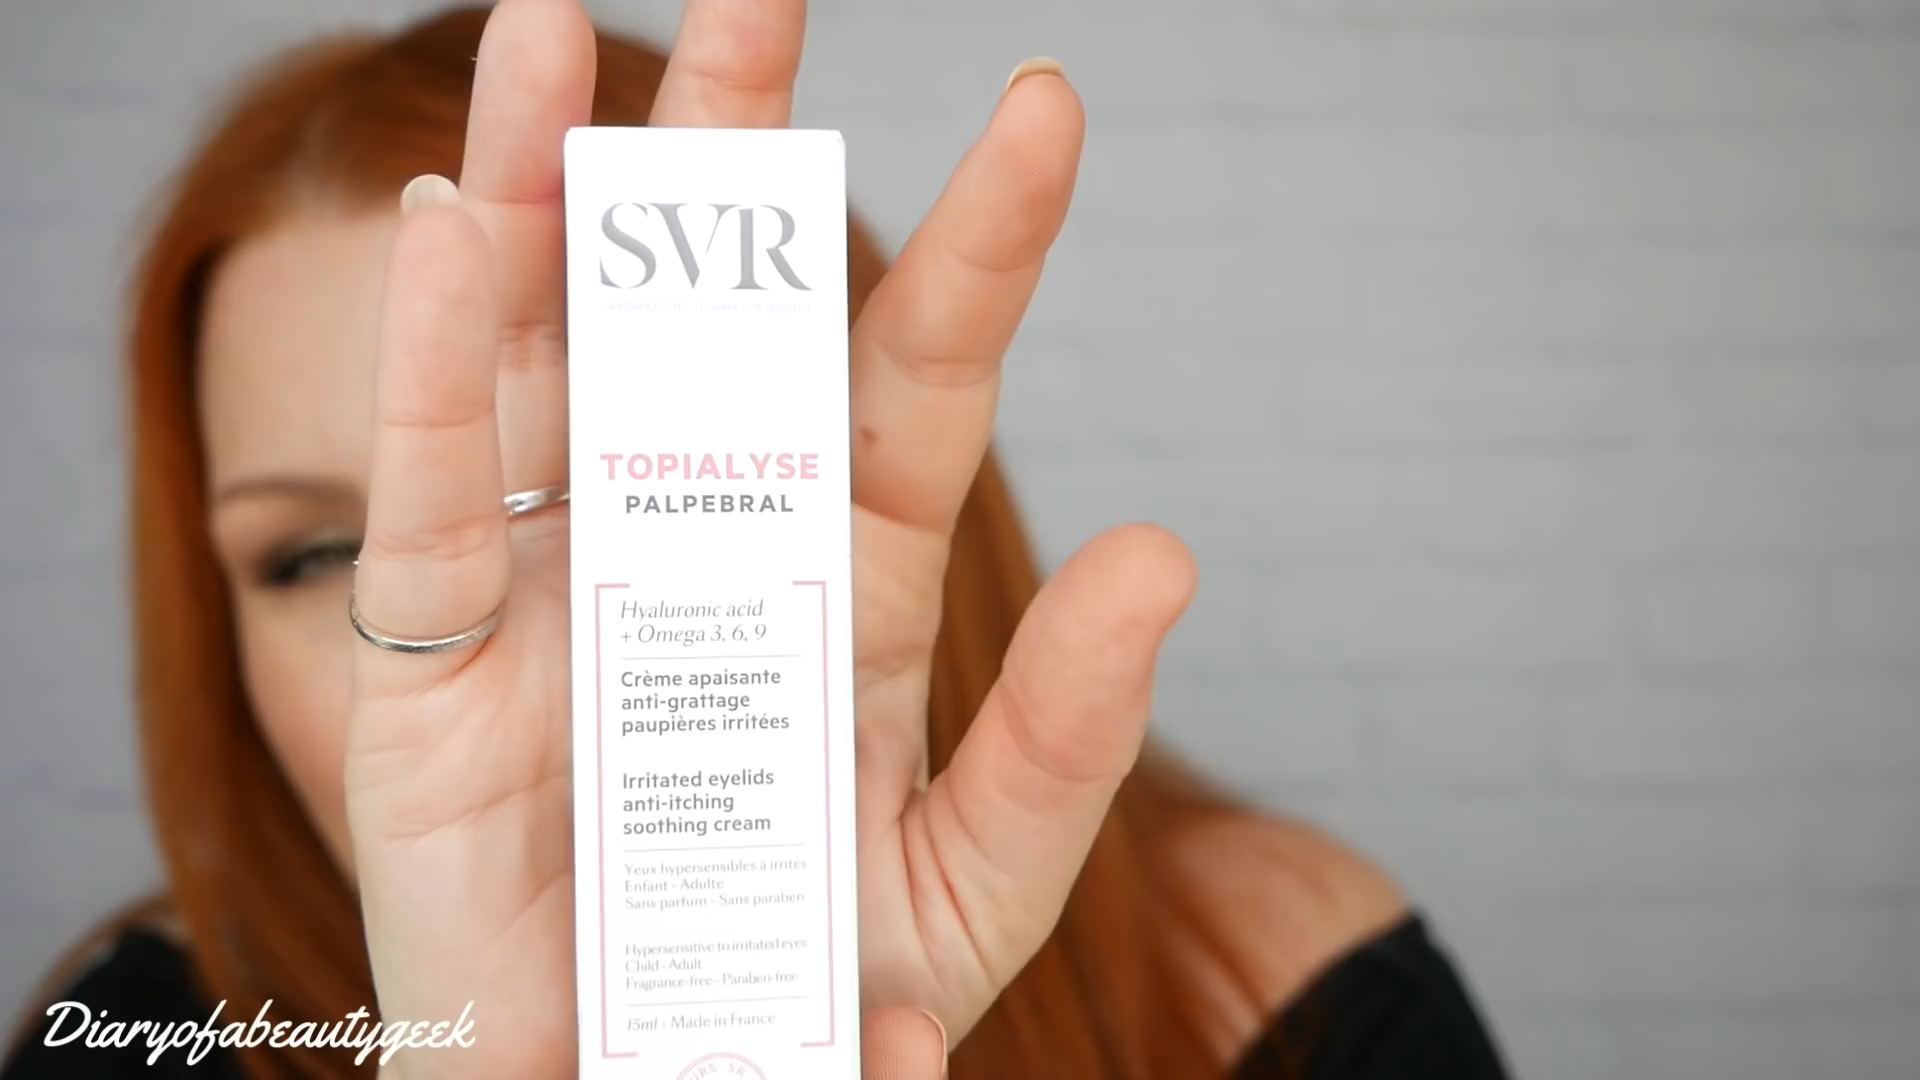 SVR
LABORATOIRE DERMATOLOGIQUE
TOPIALYSE
PALPEBRAL
Hyaluronic acid
+ Omega 3, 6, 9
Crème apaisante
anti-grattage
paupières irritées
Irritated eyelids
anti-itching
soothing cream
Yeux hypersensibles à irrités
Enfant - Adulte
Sans parfum - Sans paraben
Hypersensitive to irritated eyes
Child - Adult
Fragrance-free - Paraben-free
15ml - Made in France
Diaryofabeautygeek